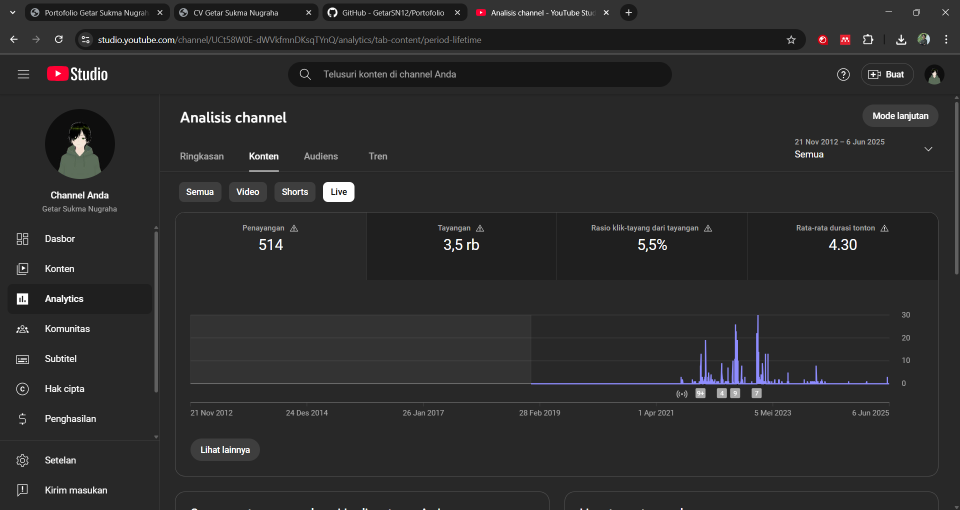 Portofolio Getar Sukma Nugrah
CV Getar Sukma Nugraha
GitHub - GetarSN12/Portofolio
Analisis channel - YouTube Stu
studio.youtube.com/channel/UCt58W0E-dWVkfmnDKsqTYnQ/analytics/tab-content/period-lifetime
Studio
Telusuri konten di channel Anda
Buat
Channel Anda
Getar Sukma Nugraha
Dasbor
Konten
Analytics
Komunitas
Subtitel
Hak cipta
Penghasilan
Setelan
Kirim masukan
Analisis channel
Mode lanjutan
Ringkasan Konten Audiens Tren
21 Nov 2012 – 6 Jun 2025
Semua
Semua Video Shorts Live
Penayangan Tayangan Rasio klik-tayang dari tayangan Rata-rata durasi tonton
514 3,5 rb 5,5% 4.30
30
20
10
0
9+ 4 9 7
21 Nov 2012 24 Des 2014 26 Jan 2017 28 Feb 2019 1 Apr 2021 5 Mei 2023 6 Jun 2025
Lihat lainnya